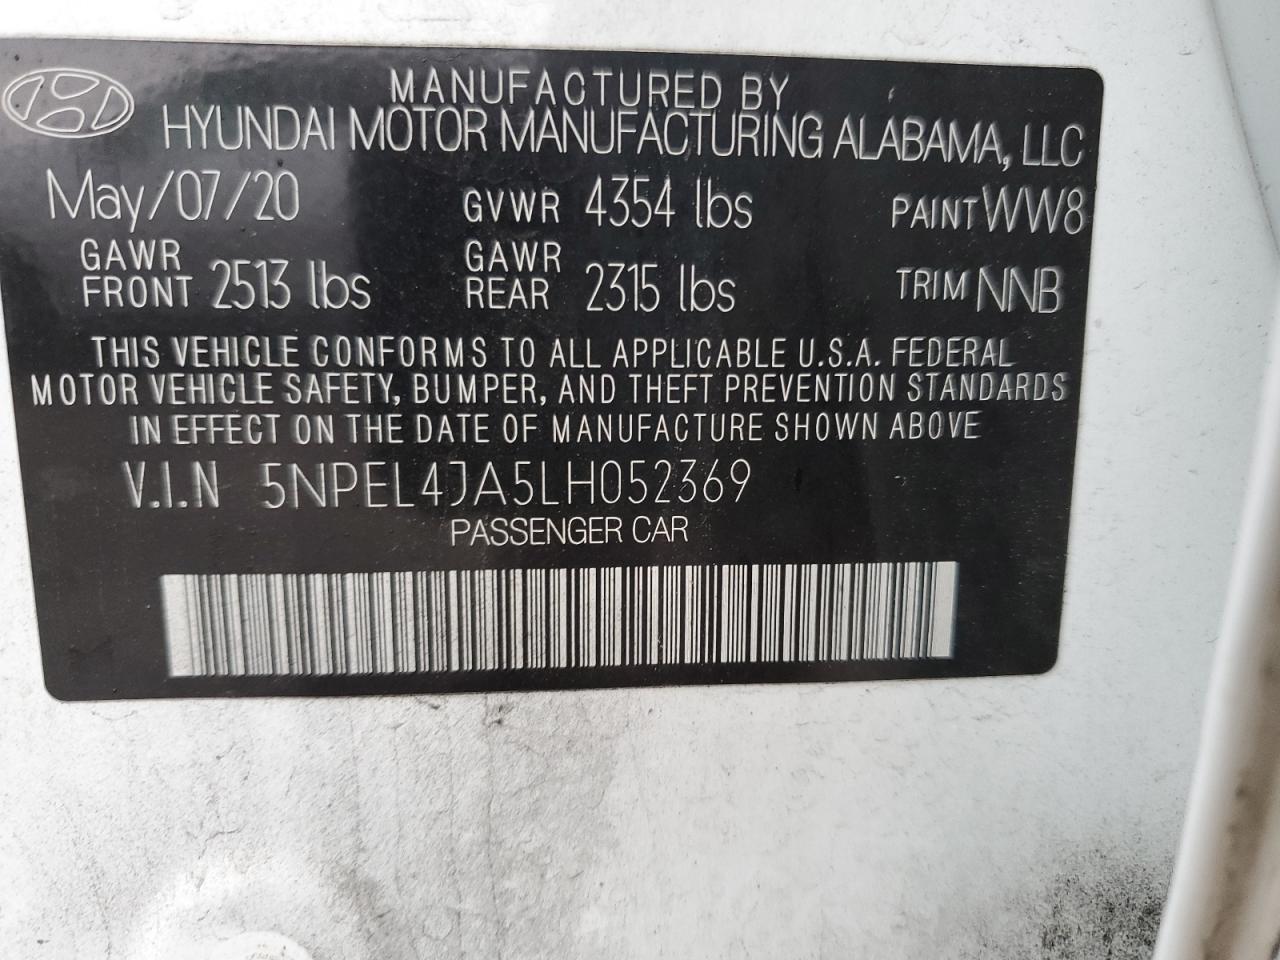 MANUFACTURED BY
HYUNDAI MOTOR MANUFACTURING ALABAMA, LLC
May/07/20 GVWR 4354 lbs PAINT WW8
GAWR FRONT 2513 lbs GAWR REAR 2315 lbs TRIM NNB
THIS VEHICLE CONFORMS TO ALL APPLICABLE U.S.A. FEDERAL
MOTOR VEHICLE SAFETY, BUMPER, AND THEFT PREVENTION STANDARDS
IN EFFECT ON THE DATE OF MANUFACTURE SHOWN ABOVE
V.I.N 5NPEL4JA5LH052369
PASSENGER CAR